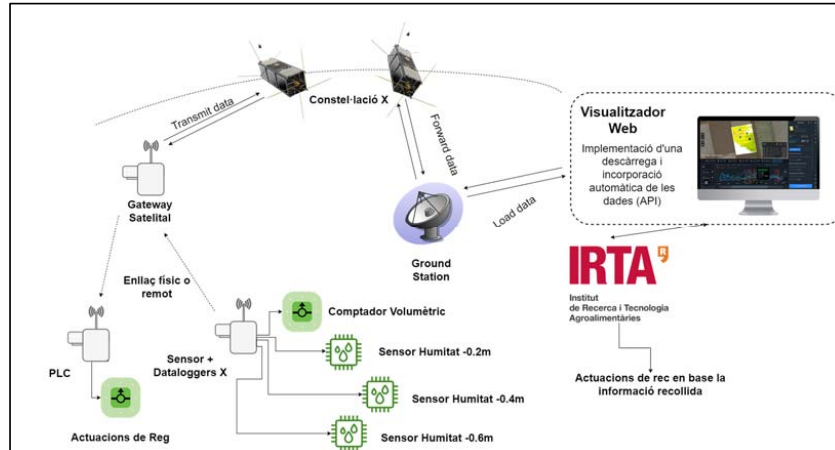 Constel·lació X
Transmit data
Forward data
Load data
Visualitzador
Web
Implementació d'una
descàrrega i
incorporació
automàtica de les
dades (API)
Gateway
Satelital
Ground
Station
IRTA
R
Institut
de Recerca i Tecnologia
Agroalimentàries
Enllaç físic o
remot
Comptador Volumètric
PLC
Sensor +
Dataloggers X
Sensor Humitat -0.2m
Sensor Humitat -0.4m
Sensor Humitat -0.6m
Actuacions de Reg
Actuacions de rec en base la
informació recollida